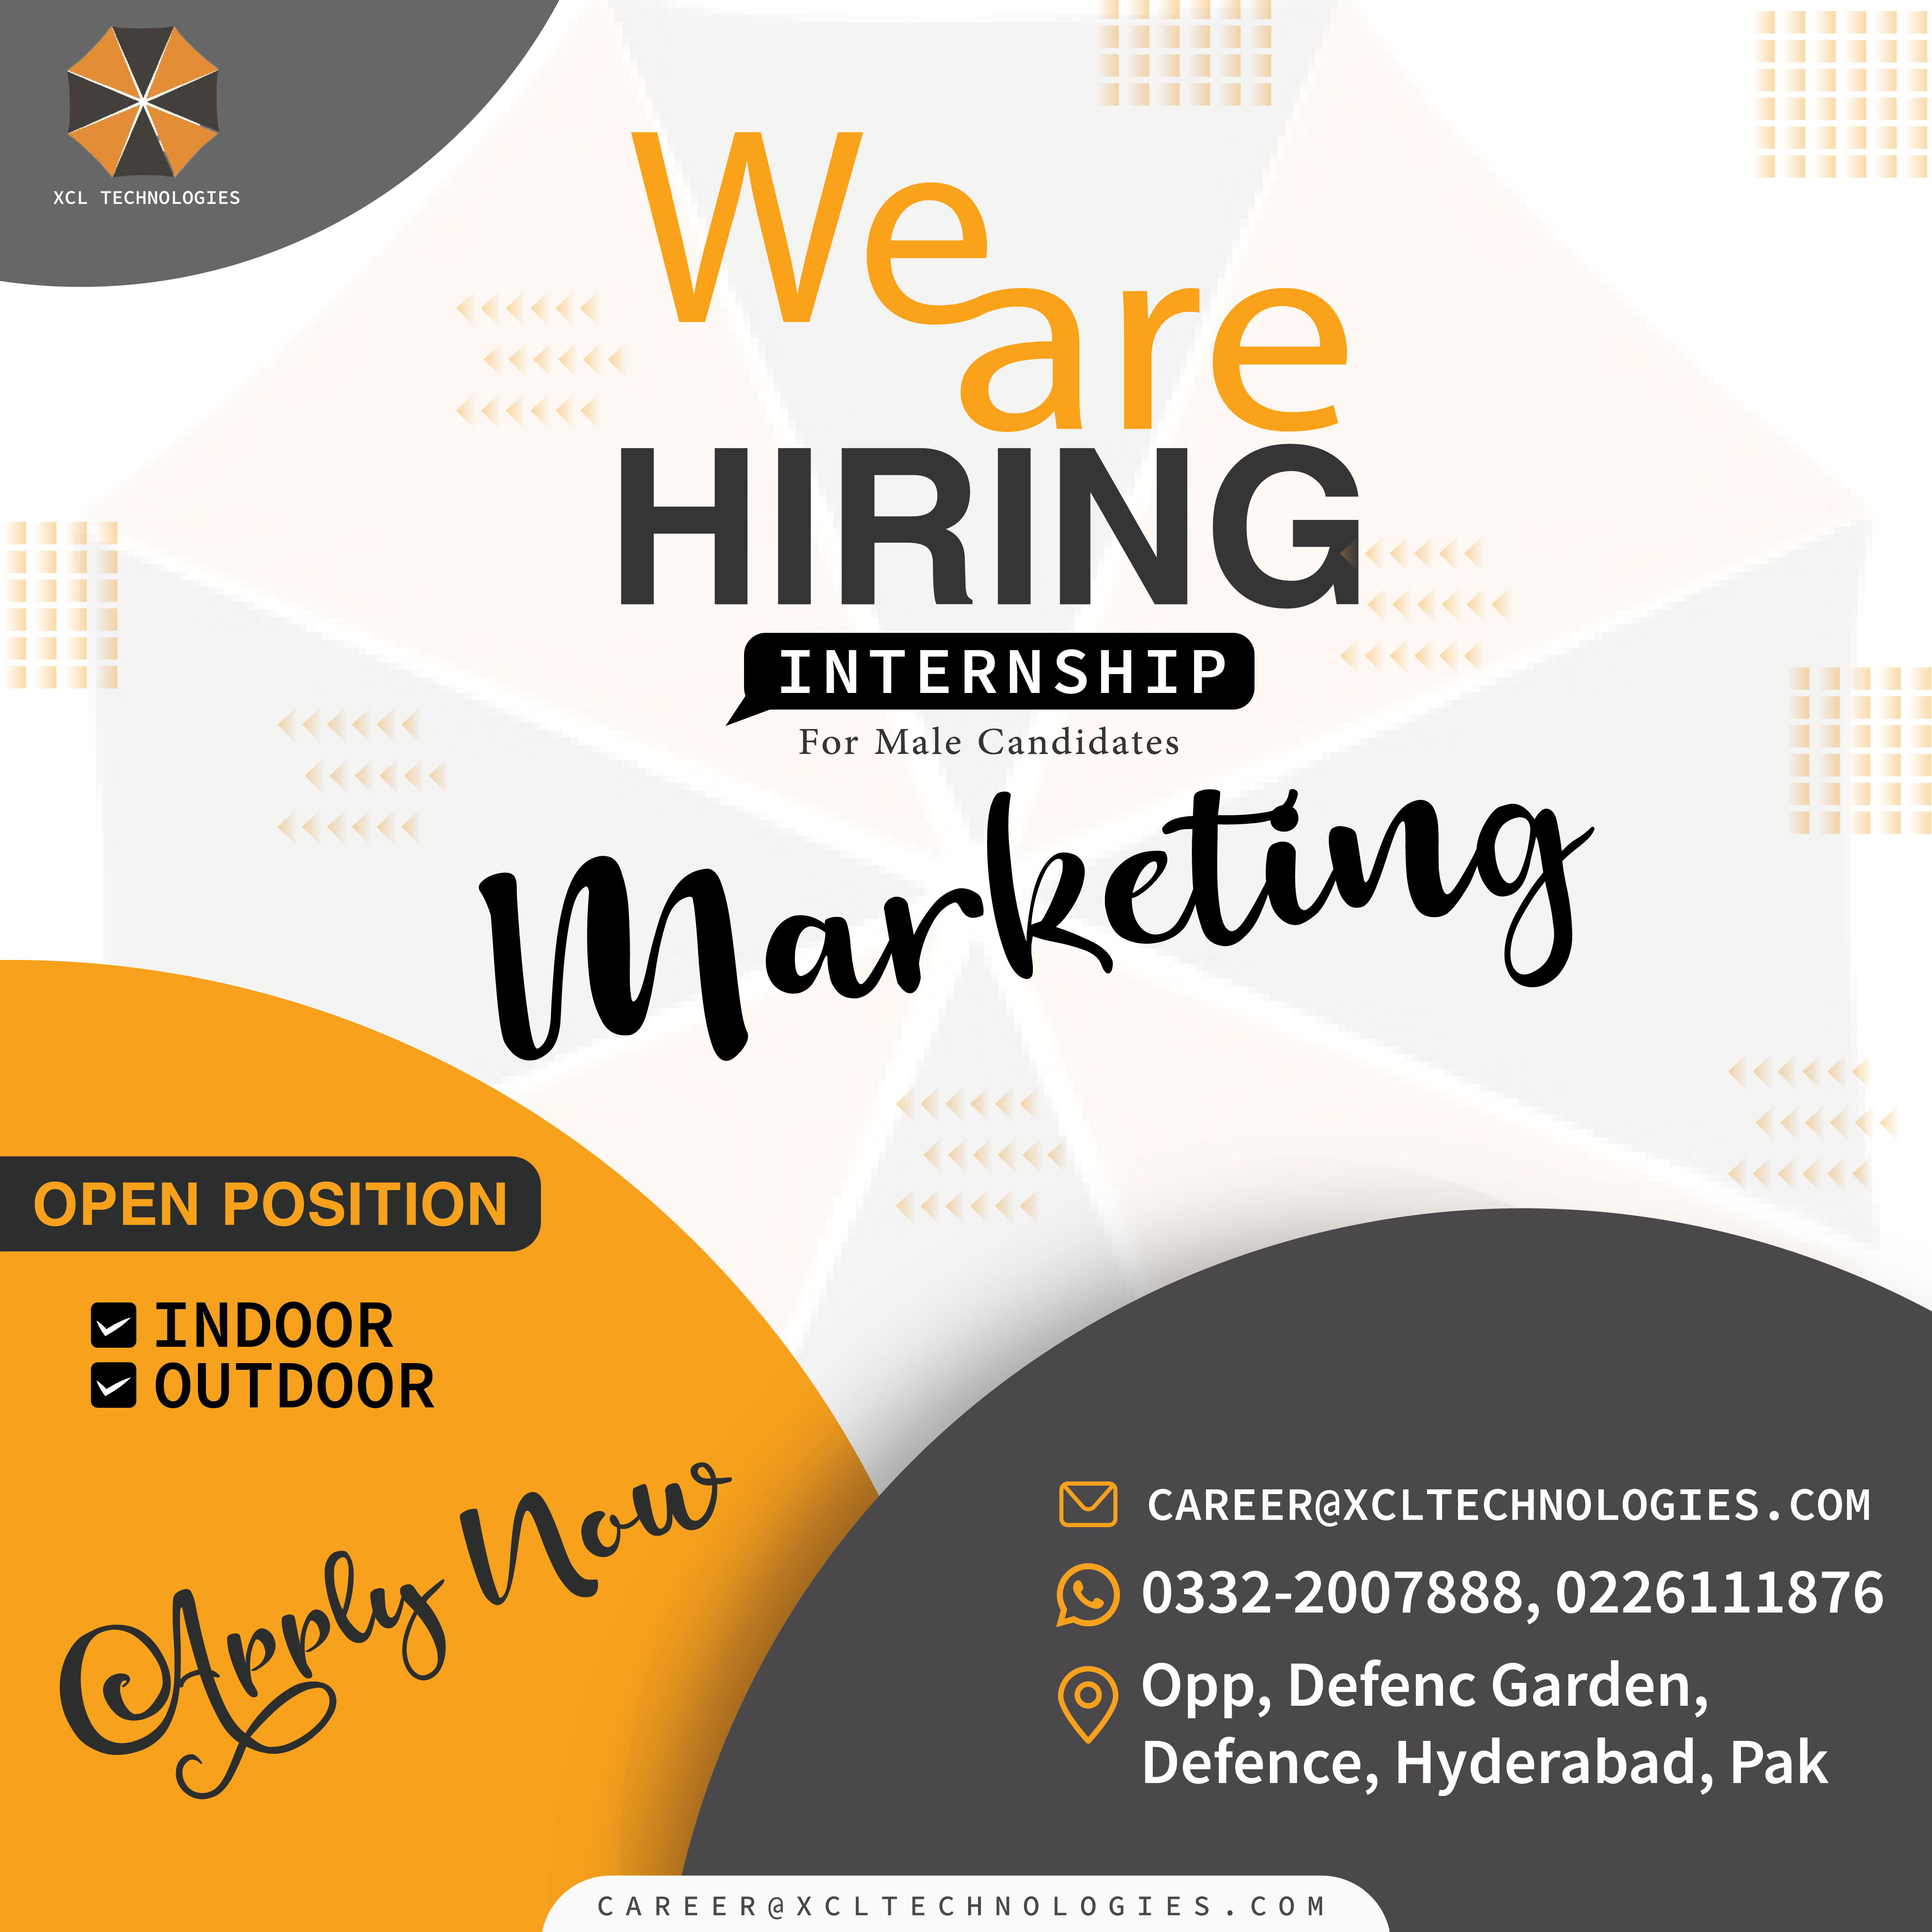 XCL TECHNOLOGIES
We
are
HIRING
INTERNSHIP
For Male Candidates
Marketing
OPEN POSITION
INDOOR
OUTDOOR
Apply Now
CAREER@XCLTECHNOLOGIES.COM
0332-2007888, 0226111876
Opp, Defenc Garden,
Defence, Hyderabad, Pak
CAREER@XCLTECHNOLOGIES.COM